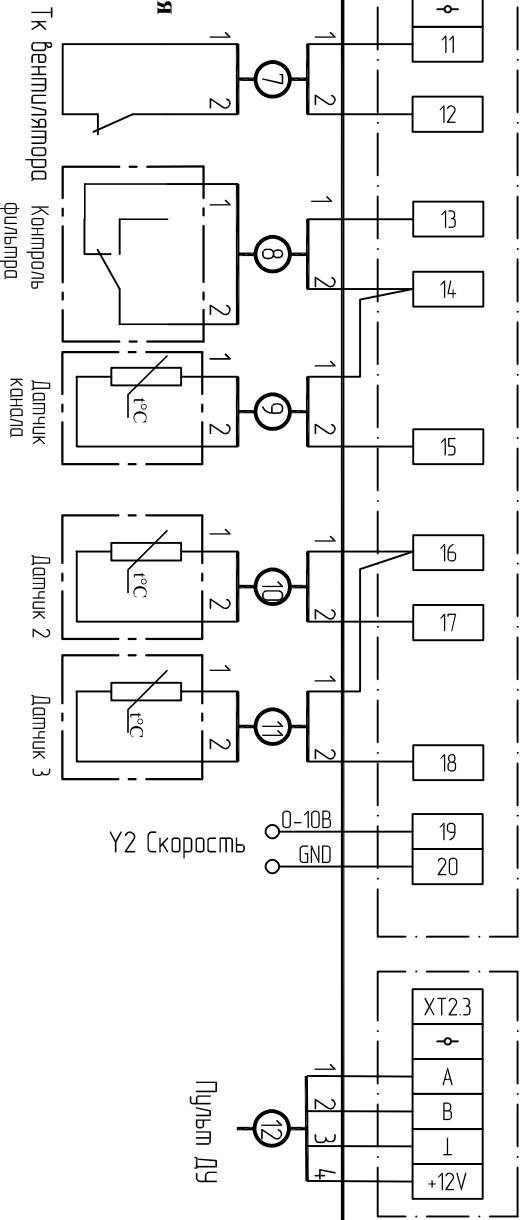 я
11
12
13
14
15
16
17
18
19
20
XT2.3
A
B
⊥
+12V
1
2
1
2
1
2
1
2
1
2
0-10В
GND
1
2
3
4
7
8
9
10
11
12
1
2
1
2
1
2
1
2
1
2
t°C
t°C
t°C
Тк вентилятора
Контроль
фильтра
Датчик
канала
Датчик 2
Датчик 3
Y2 Скорость
Пульт ДУ